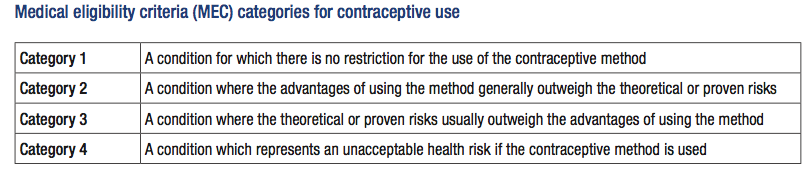 Medical eligibility criteria (MEC) categories for contraceptive use
Category 1 A condition for which there is no restriction for the use of the contraceptive method
Category 2 A condition where the advantages of using the method generally outweigh the theoretical or proven risks
Category 3 A condition where the theoretical or proven risks usually outweigh the advantages of using the method
Category 4 A condition which represents an unacceptable health risk if the contraceptive method is used